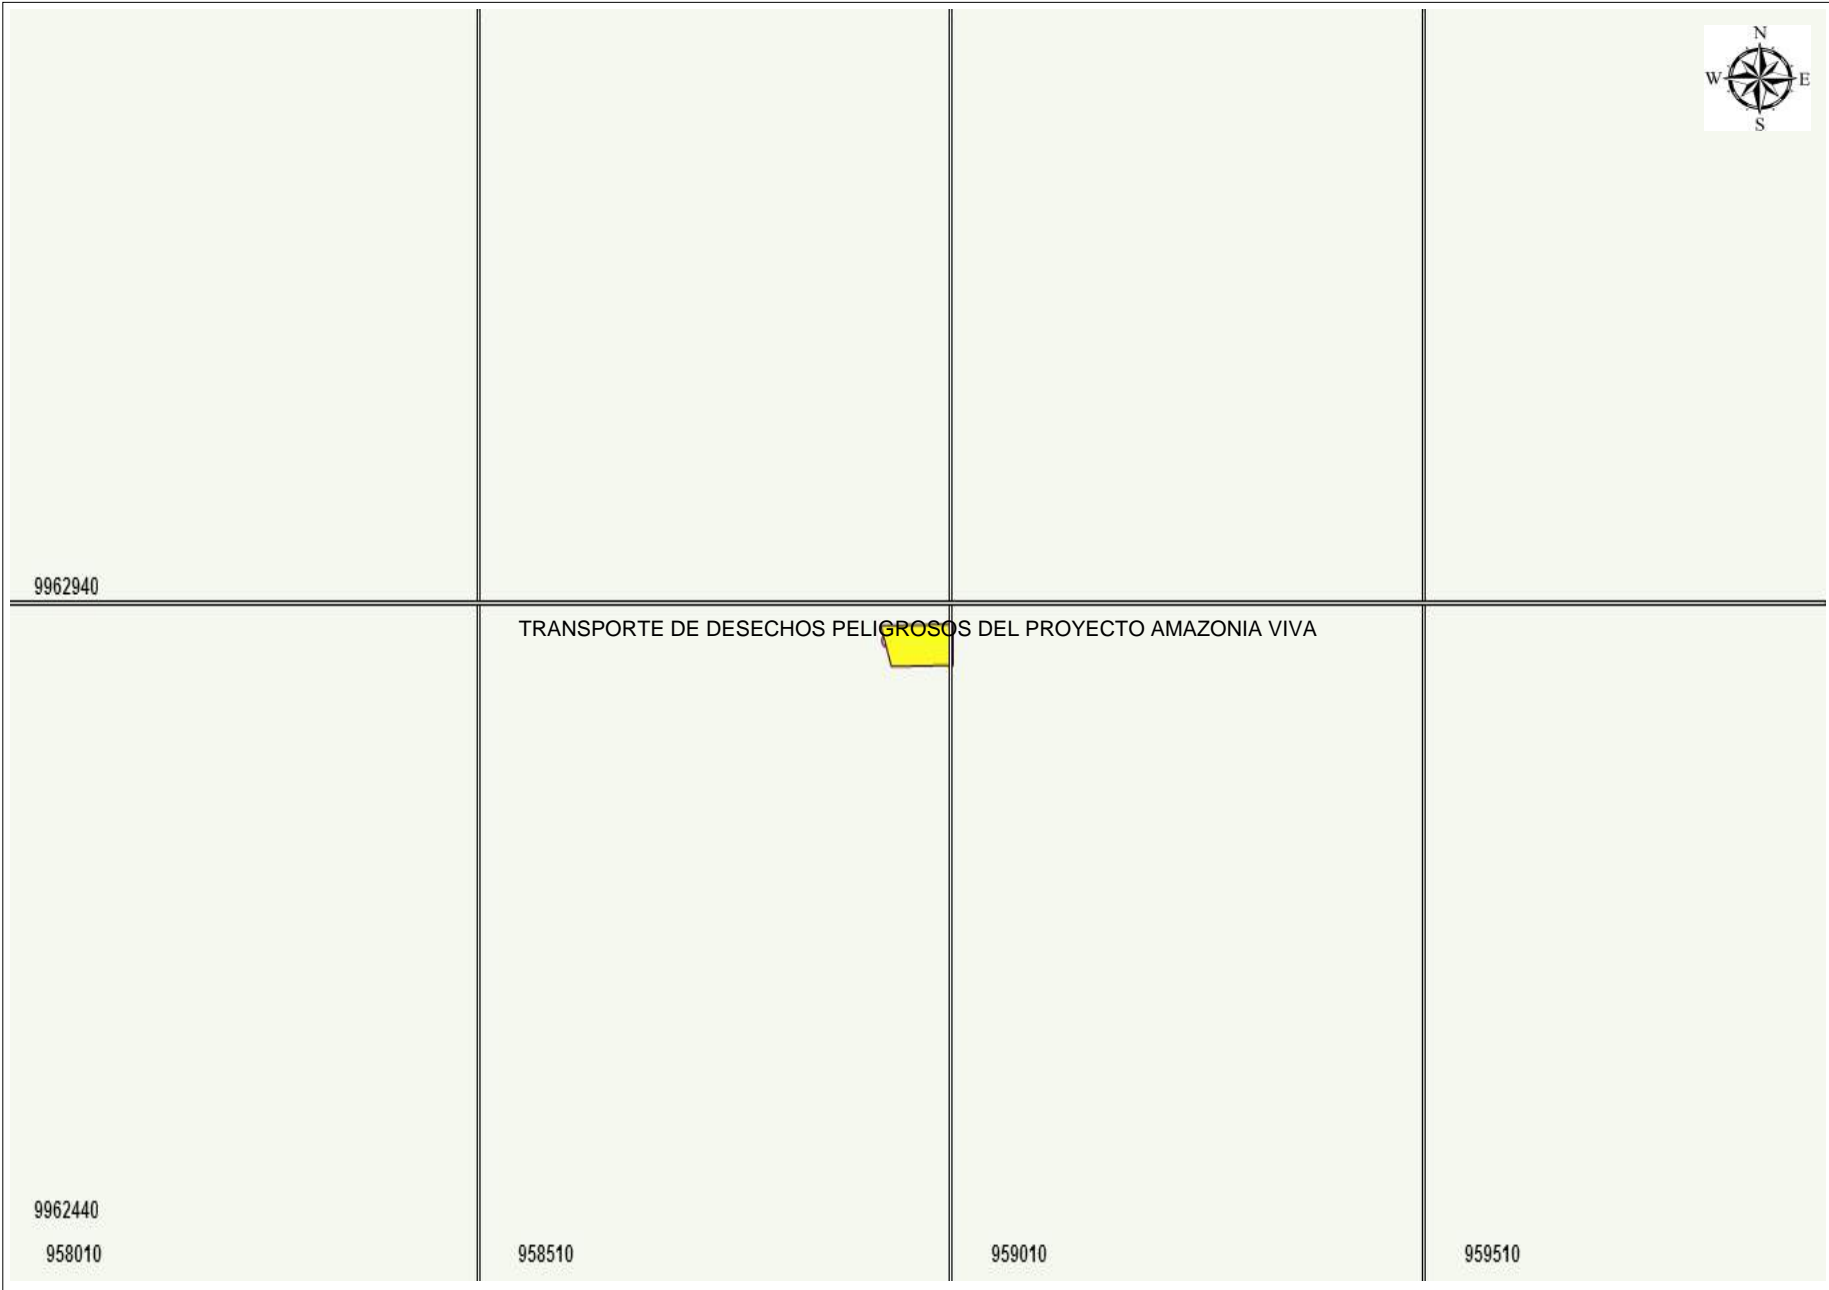 N
W E
S
9962940
TRANSPORTE DE DESECHOS PELIGROSOS DEL PROYECTO AMAZONIA VIVA
9962440
958010 958510 959010 959510